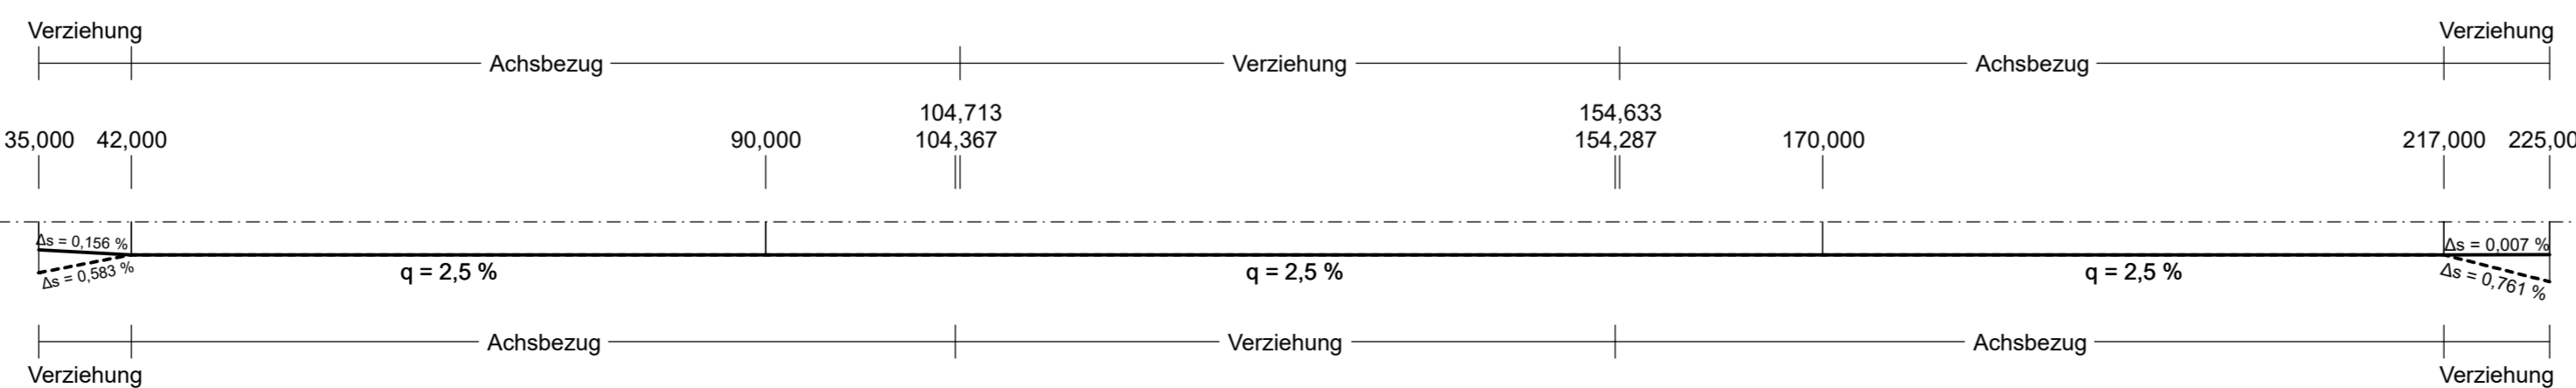 Verziehung Verziehung
Achsbezug Verziehung Achsbezug
104,713 154,633
35,000 42,000 90,000 104,367 154,287 170,000 217,000 225,00
Δs = 0,156 % Δs = 0,007 %
Δs = 0,583 % q = 2,5 % q = 2,5 % q = 2,5 % Δs = 0,761 %
Achsbezug Verziehung Achsbezug
Verziehung Verziehung